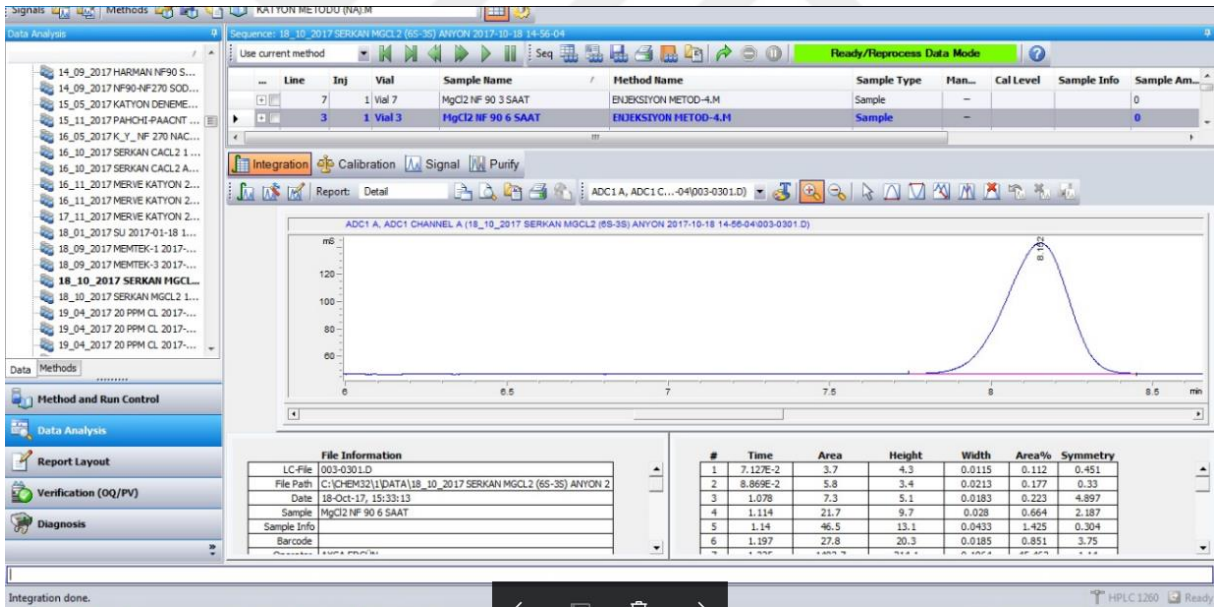 Signals Methods KATYON METODU (NA).M
Data Analysis
14_09_2017 HARMAN NF90 S...
14_09_2017 NF90-NF270 SOD...
15_05_2017 KATYON DENEME...
15_11_2017 PAHCHI-PAACNT ...
16_05_2017 K_Y_ NF 270 NAC...
16_10_2017 SERKAN CACL2 1 ...
16_10_2017 SERKAN CACL2 A...
16_11_2017 MERVE KATYON 2...
16_11_2017 MERVE KATYON 2...
17_11_2017 MERVE KATYON 2...
18_01_2017 SU 2017-01-18 1...
18_09_2017 MEMTEK-1 2017-...
18_09_2017 MEMTEK-3 2017-...
18_10_2017 SERKAN MGCL...
18_10_2017 SERKAN MGCL2 1...
19_04_2017 20 PPM CL 2017-...
19_04_2017 20 PPM CL 2017-...
19_04_2017 20 PPM CL 2017-...
Data Methods
Method and Run Control
Data Analysis
Report Layout
Verification (OQ/PV)
Diagnosis
Sequence: 18_10_2017 SERKAN MGCL2 (6S-3S) ANYON 2017-10-18 14-56-04
Use current method Seq Ready/Reprocess Data Mode
... Line Inj Vial Sample Name / Method Name Sample Type Man... Cal Level Sample Info Sample Am...
7 1 Vial 7 MgCl2 NF 90 3 SAAT ENJEKSIYON METOD-4.M Sample – 0
3 1 Vial 3 MgCl2 NF 90 6 SAAT ENJEKSIYON METOD-4.M Sample – 0
Integration Calibration Signal Purify
Report: Detail ADC1 A, ADC1 C...-04\003-0301.D)
ADC1 A, ADC1 CHANNEL A (18_10_2017 SERKAN MGCL2 (6S-3S) ANYON 2017-10-18 14-56-04\003-0301.D)
mS
8.152
120
100
80
60
6 6.5 7 7.5 8 8.5 min
File Information
LC-File 003-0301.D
File Path C:\CHEM32\1\DATA\18_10_2017 SERKAN MGCL2 (6S-3S) ANYON 2
Date 18-Oct-17, 15:33:13
Sample MgCl2 NF 90 6 SAAT
Sample Info
Barcode
# Time Area Height Width Area% Symmetry
1 7.127E-2 3.7 4.3 0.0115 0.112 0.451
2 8.869E-2 5.8 3.4 0.0213 0.177 0.33
3 1.078 7.3 5.1 0.0183 0.223 4.897
4 1.114 21.7 9.7 0.028 0.664 2.187
5 1.14 46.5 13.1 0.0433 1.425 0.304
6 1.197 27.8 20.3 0.0185 0.851 3.75
Integration done. HPLC 1260 Ready